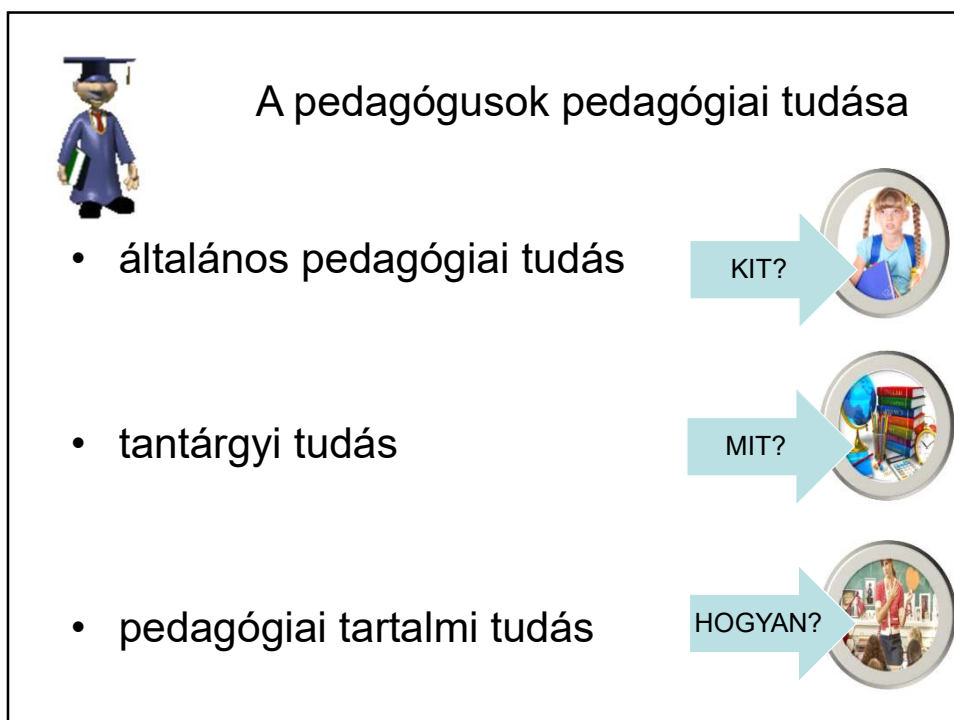 A pedagógusok pedagógiai tudása
• általános pedagógiai tudás
KIT?
• tantárgyi tudás
MIT?
• pedagógiai tartalmi tudás
HOGYAN?